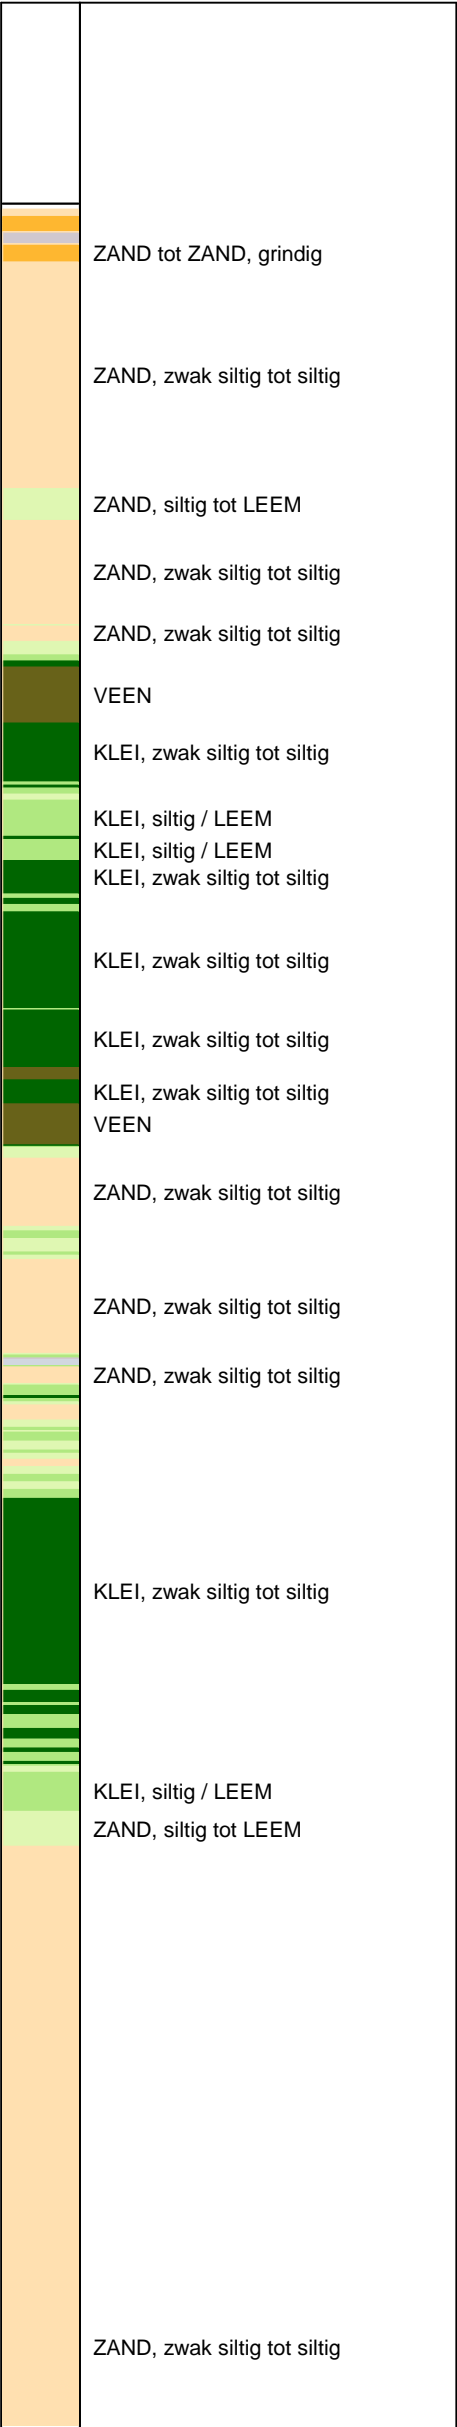 ZAND tot ZAND, grindig
ZAND, zwak siltig tot siltig
ZAND, siltig tot LEEM
ZAND, zwak siltig tot siltig
ZAND, zwak siltig tot siltig
VEEN
KLEI, zwak siltig tot siltig
KLEI, siltig / LEEM
KLEI, siltig / LEEM
KLEI, zwak siltig tot siltig
KLEI, zwak siltig tot siltig
KLEI, zwak siltig tot siltig
KLEI, zwak siltig tot siltig
VEEN
ZAND, zwak siltig tot siltig
ZAND, zwak siltig tot siltig
ZAND, zwak siltig tot siltig
KLEI, zwak siltig tot siltig
KLEI, siltig / LEEM
ZAND, siltig tot LEEM
ZAND, zwak siltig tot siltig